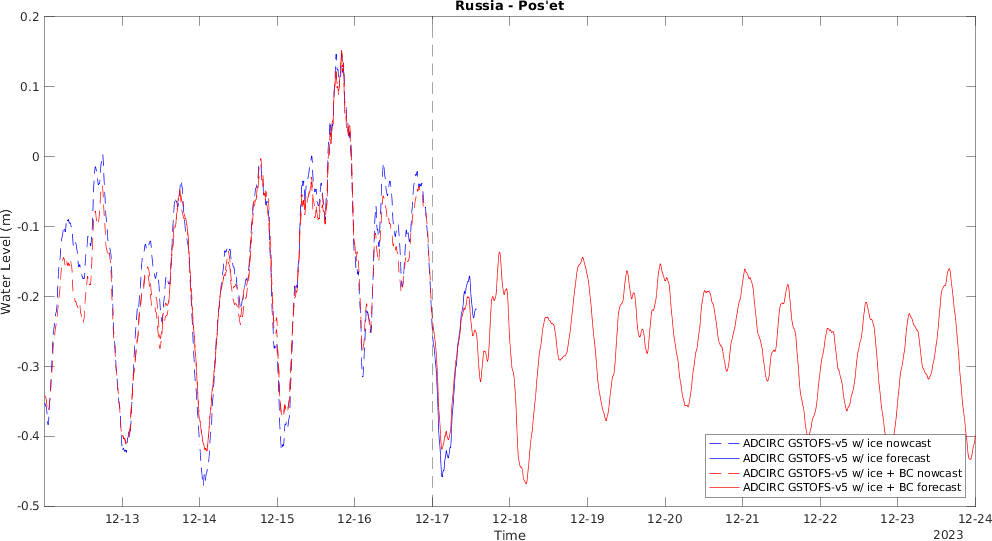 Russia - Pos'et
0.2
0.1
0
-0.1
-0.2
-0.3
-0.4
-0.5
Water Level (m)
ADCIRC GSTOFS-v5 w/ ice nowcast
ADCIRC GSTOFS-v5 w/ ice forecast
ADCIRC GSTOFS-v5 w/ ice + BC nowcast
ADCIRC GSTOFS-v5 w/ ice + BC forecast
12-13 12-14 12-15 12-16 12-17 12-18 12-19 12-20 12-21 12-22 12-23 12-24
Time
2023